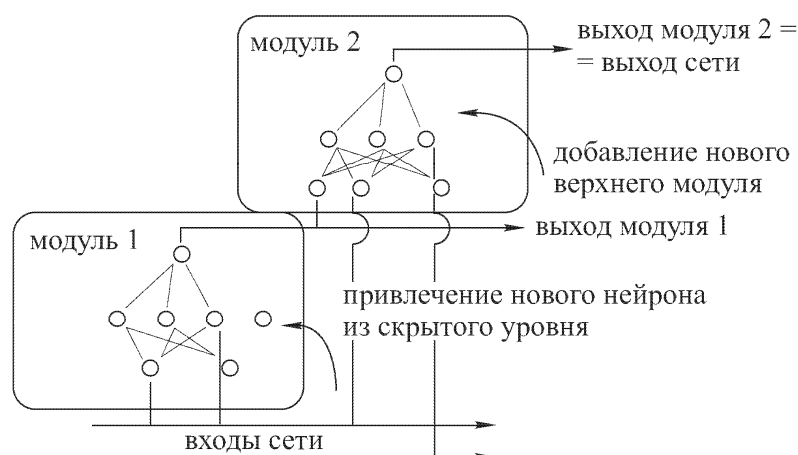 модуль 2
выход модуля 2 =
= выход сети
добавление нового
верхнего модуля
модуль 1
выход модуля 1
привлечение нового нейрона
из скрытого уровня
входы сети